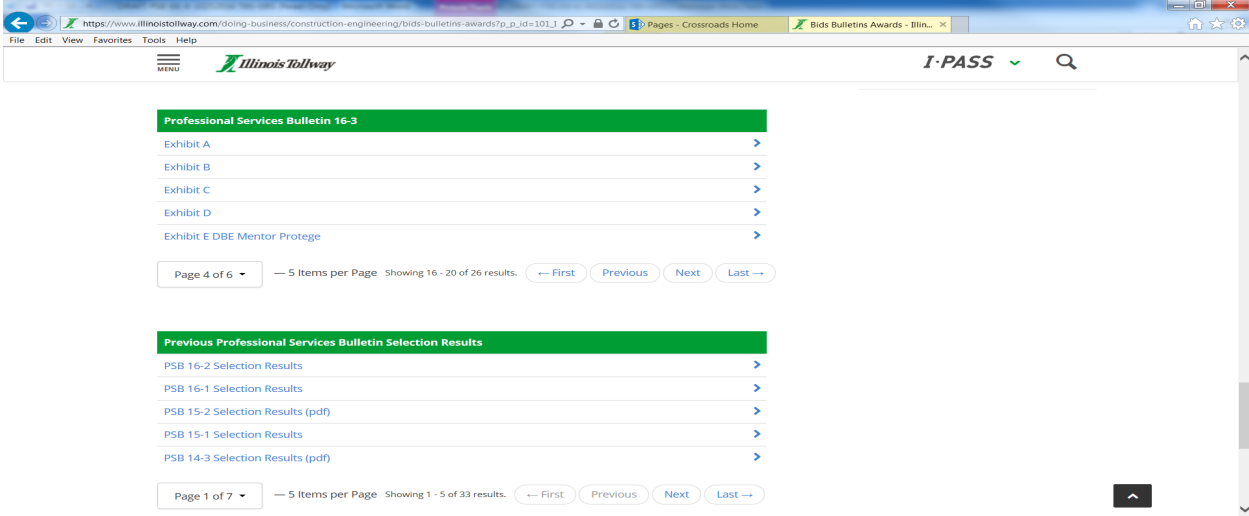 https://www.illinoistollway.com/doing-business/construction-engineering/bids-bulletins-awards?p_p_id=101_I
Pages - Crossroads Home
Bids Bulletins Awards - Illin...
File Edit View Favorites Tools Help
MENU
Illinois Tollway
I·PASS
Professional Services Bulletin 16-3
Exhibit A
Exhibit B
Exhibit C
Exhibit D
Exhibit E DBE Mentor Protege
Page 4 of 6 — 5 Items per Page Showing 16 - 20 of 26 results. ← First Previous Next Last →
Previous Professional Services Bulletin Selection Results
PSB 16-2 Selection Results
PSB 16-1 Selection Results
PSB 15-2 Selection Results (pdf)
PSB 15-1 Selection Results
PSB 14-3 Selection Results (pdf)
Page 1 of 7 — 5 Items per Page Showing 1 - 5 of 33 results. ← First Previous Next Last →